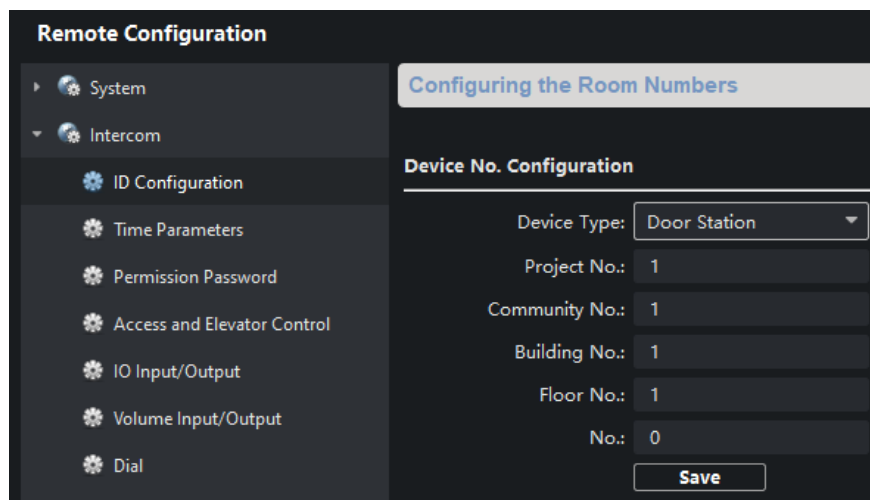 Remote Configuration
System
Intercom
ID Configuration
Time Parameters
Permission Password
Access and Elevator Control
IO Input/Output
Volume Input/Output
Dial
Configuring the Room Numbers
Device No. Configuration
Device Type: Door Station
Project No.: 1
Community No.: 1
Building No.: 1
Floor No.: 1
No.: 0
Save